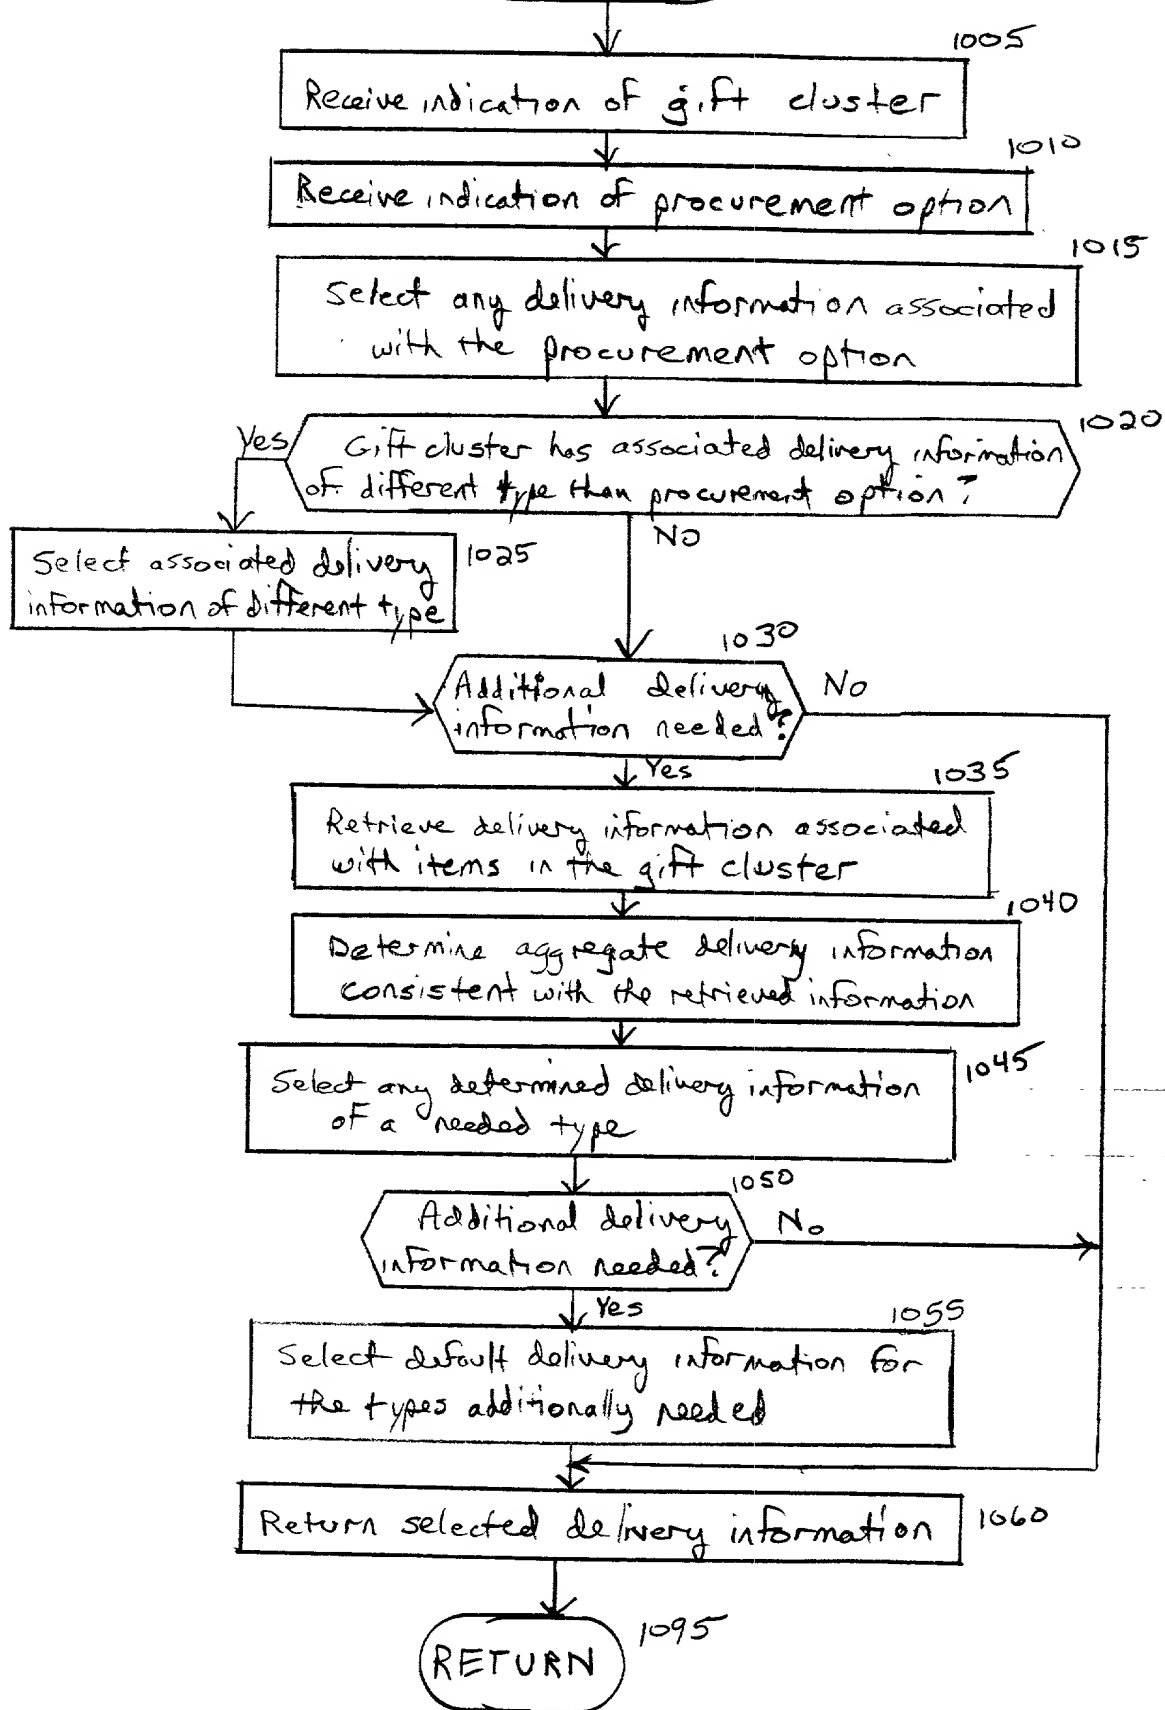 1005
Receive indication of gift cluster
1010
Receive indication of procurement option
1015
Select any delivery information associated
with the procurement option
1020
Yes
Gift cluster has associated delivery information
of different type than procurement option?
No
Select associated delivery
information of different type
1025
1030
Additional delivery
information needed?
No
Yes
1035
Retrieve delivery information associated
with items in the gift cluster
1040
Determine aggregate delivery information
consistent with the retrieved information
1045
Select any determined delivery information
of a needed type
1050
Additional delivery
information needed?
No
Yes
1055
Select default delivery information for
the types additionally needed
Return selected delivery information
1060
1095
RETURN